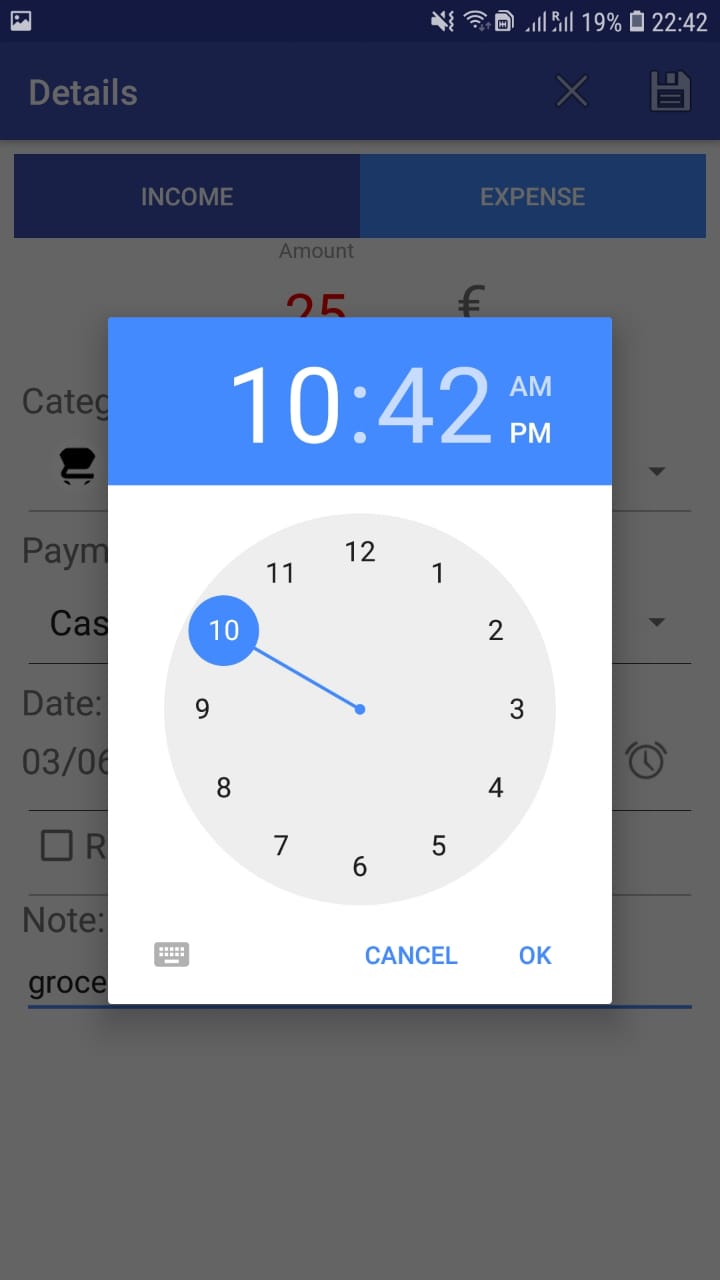 19% 22:42
Details
INCOME EXPENSE
Amount
25 €
Categ
10:42 AM
PM
Paym
Cas
Date:
03/06
R
Note:
groce
12
11 1
10 2
9 3
8 4
7 5
6
CANCEL OK